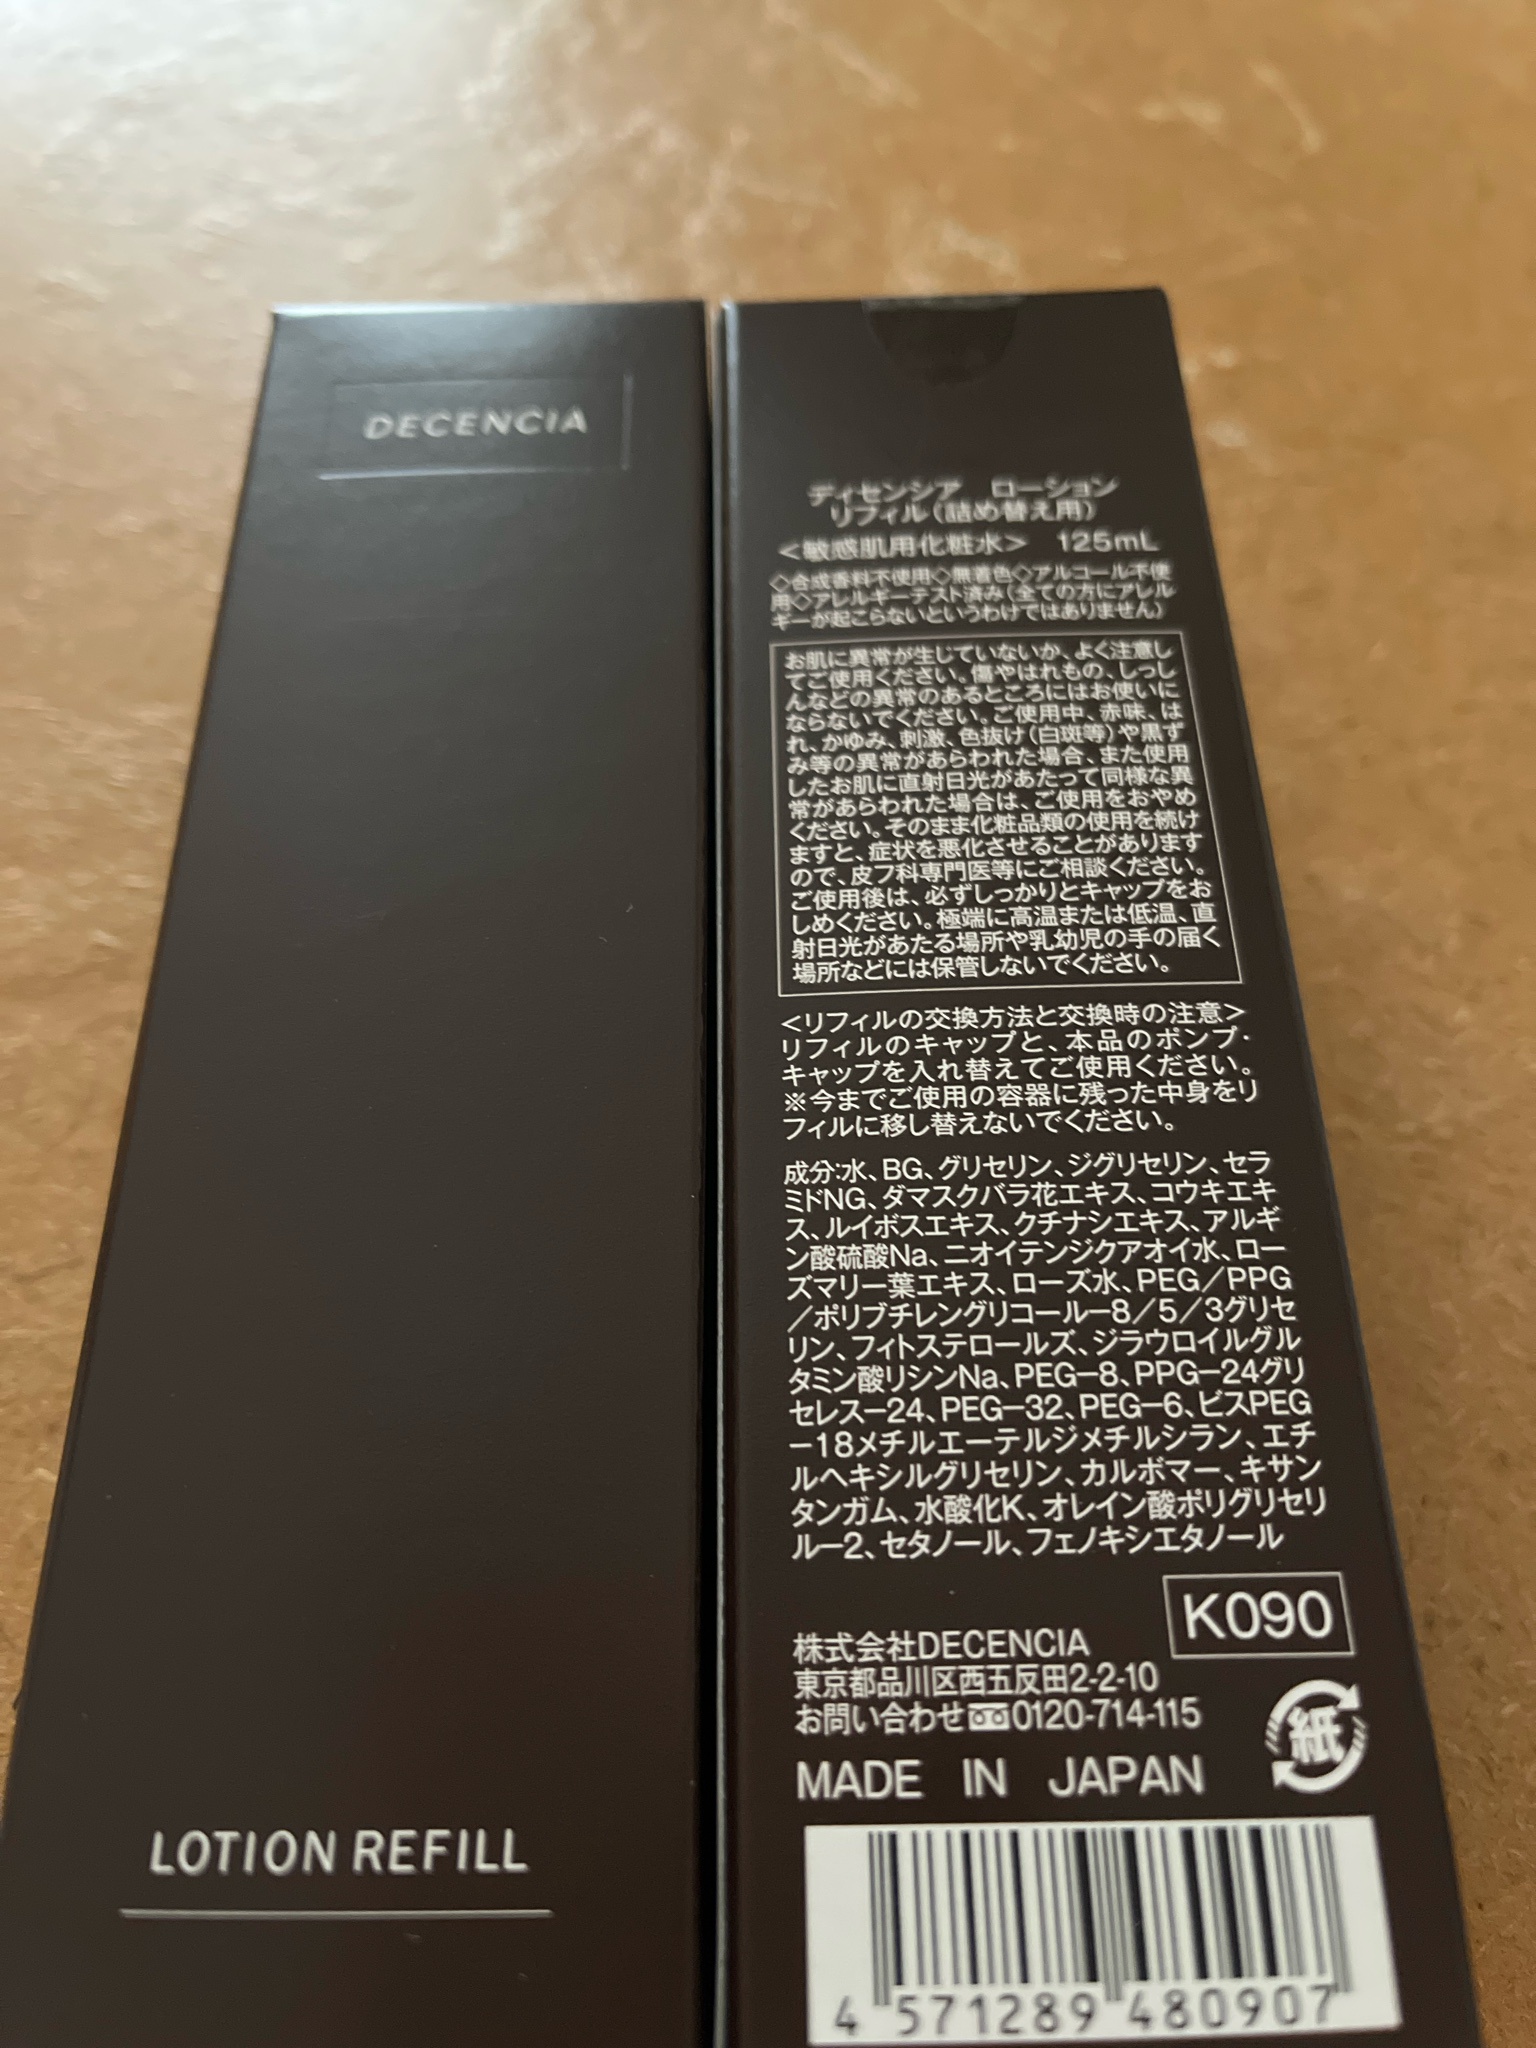 DECENCIA
LOTION REFILL
ディセンシア ローション
リフィル(詰め替え用)
<敏感肌用化粧水> 125mL
◇合成香料不使用◇無着色◇アルコール不使
用◇アレルギーテスト済み(全ての方にアレル
ギーが起こらないというわけではありません)
お肌に異常が生じていないか、よく注意し
てご使用ください。傷やはれもの、しっし
んなどの異常のあるところにはお使いに
ならないでください。ご使用中、赤味、は
れ、かゆみ、刺激、色抜け(白斑等)や黒ず
み等の異常があらわれた場合、また使用
したお肌に直射日光があたって同様な異
常があらわれた場合は、ご使用をおやめ
ください。そのまま化粧品類の使用を続け
ますと、症状を悪化させることがあります
ので、皮フ科専門医等にご相談ください。
ご使用後は、必ずしっかりとキャップをお
しめください。極端に高温または低温、直
射日光があたる場所や乳幼児の手の届く
場所などには保管しないでください。
<リフィルの交換方法と交換時の注意>
リフィルのキャップと、本品のポンプ・
キャップを入れ替えてご使用ください。
※今までご使用の容器に残った中身をリ
フィルに移し替えないでください。
成分:水、BG、グリセリン、ジグリセリン、セラ
ミドNG、ダマスクバラ花エキス、コウキエキ
ス、ルイボスエキス、クチナシエキス、アルギ
ン酸硫酸Na、ニオイテンジクアオイ水、ロー
ズマリー葉エキス、ローズ水、PEG/PPG
/ポリブチレングリコール-8/5/3グリセ
リン、フィトステロールズ、ジラウロイルグル
タミン酸リシンNa、PEG-8、PPG-24グリ
セレス-24、PEG-32、PEG-6、ビスPEG
-18メチルエーテルジメチルシラン、エチ
ルヘキシルグリセリン、カルボマー、キサン
タンガム、水酸化K、オレイン酸ポリグリセリ
ル-2、セタノール、フェノキシエタノール
K090
株式会社DECENCIA
東京都品川区西五反田2-2-10
お問い合わせ 0120-714-115
紙
MADE IN JAPAN
4 571289 480907